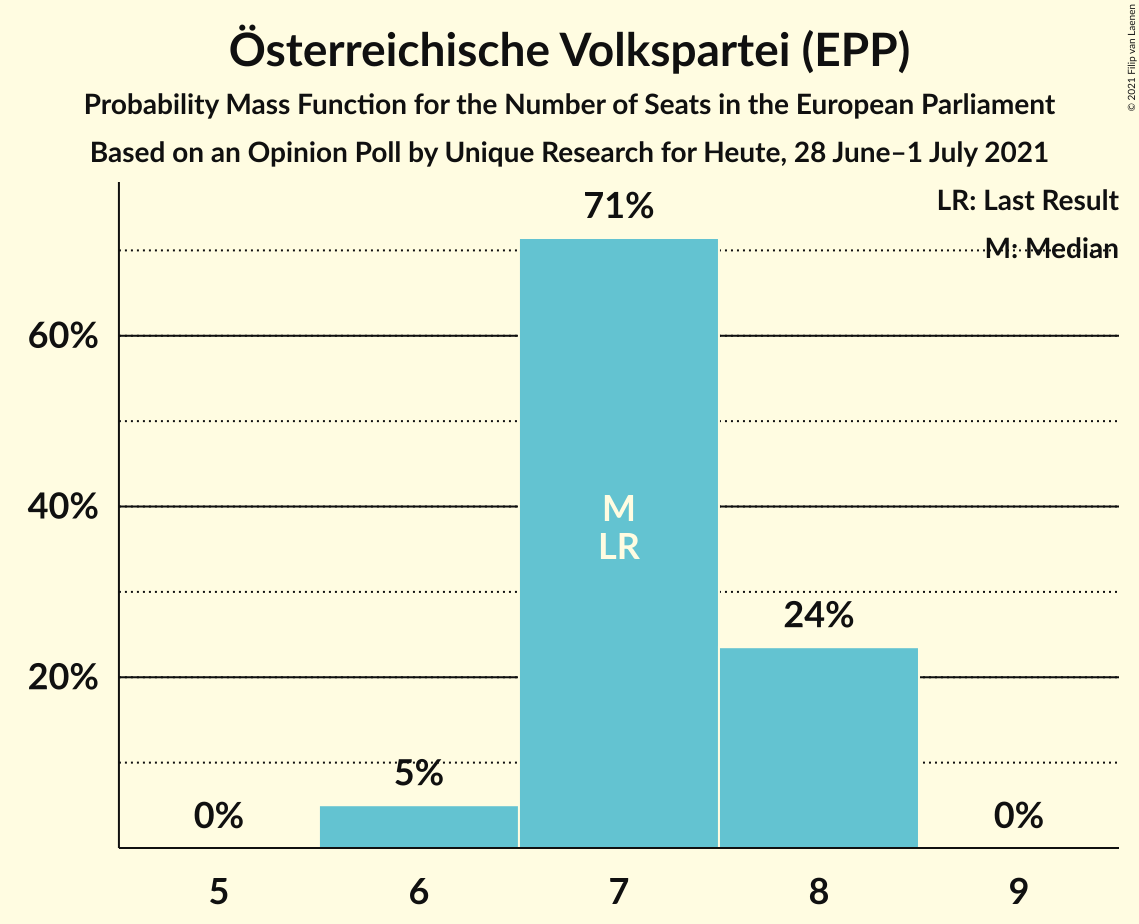 Österreichische Volkspartei (EPP)
Probability Mass Function for the Number of Seats in the European Parliament
Based on an Opinion Poll by Unique Research for Heute, 28 June–1 July 2021
© 2021 Filip van Laenen
LR: Last Result
M: Median
71%
60%
40%
20%
M
LR
24%
5%
0%
0%
5
6
7
8
9